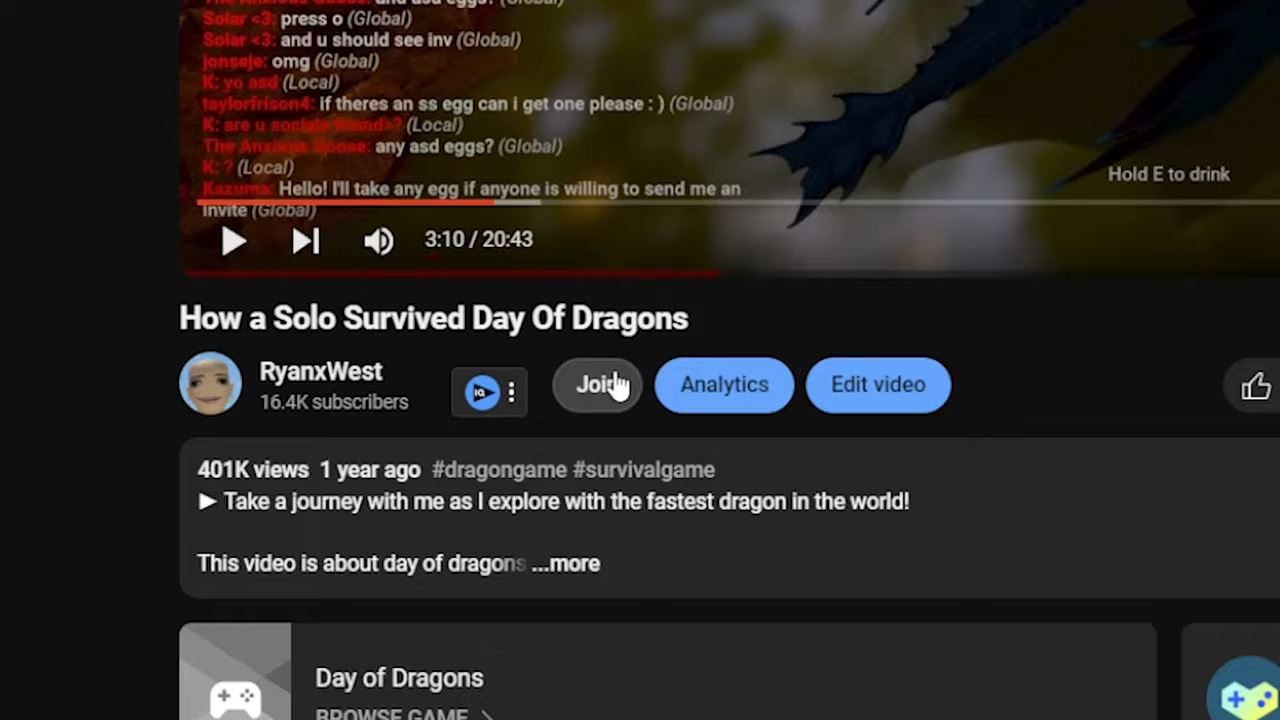 Solar <3: press o (Global)
Solar <3: and u should see inv (Global)
jonseje: omg (Global)
K: yo asd (Local)
taylorfrison4: if theres an ss egg can i get one please : ) (Global)
K: are u (Local)
The any asd eggs? (Global)
K: ? (Local)
Kazuma: Hello! I'll take any egg if anyone is willing to send me an
invite (Global)
Hold E to drink
3:10 / 20:43
How a Solo Survived Day Of Dragons
RyanxWest
16.4K subscribers
IQ
Join
Analytics
Edit video
401K views 1 year ago #dragongame #survivalgame
► Take a journey with me as I explore with the fastest dragon in the world!
This video is about day of dragons ...more
Day of Dragons
BROWSE GAME